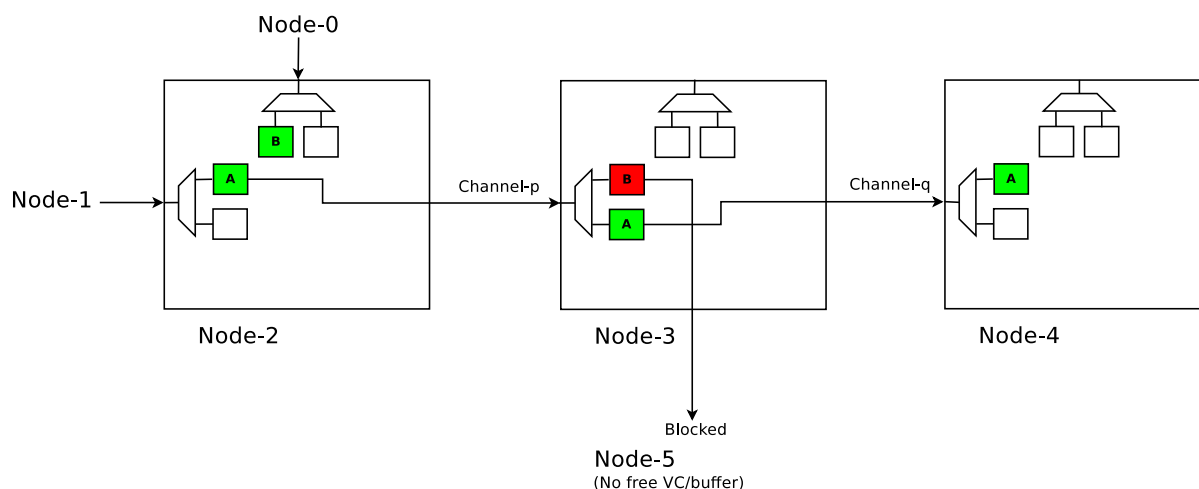 Node-0
B
A
Node-1
Channel-p
B
A
Channel-q
A
Node-2
Node-3
Node-4
Blocked
Node-5
(No free VC/buffer)